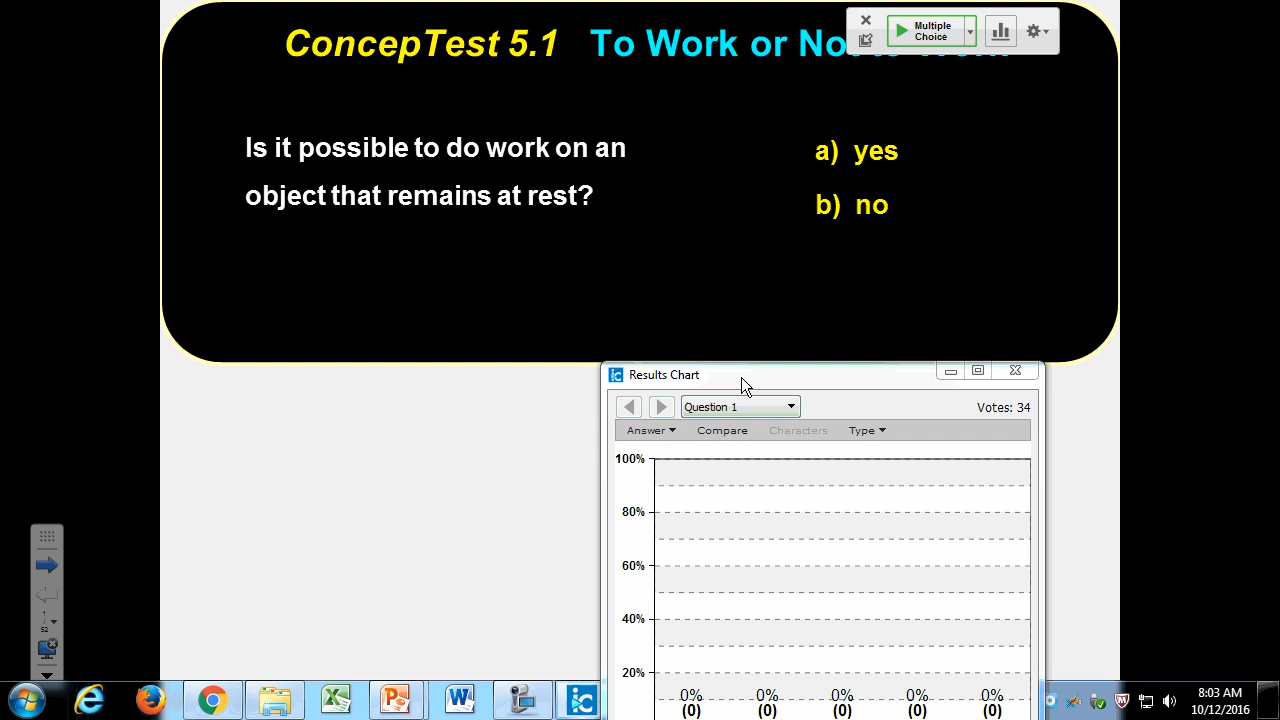 ConcepTest 5.1 To Work or No
Multiple
Choice
Is it possible to do work on an
object that remains at rest?
a) yes
b) no
Results Chart
Question 1
Votes: 34
Answer
Compare
Characters
Type
100%
80%
60%
40%
20%
0% 0% 0% 0% 0%
(0) (0) (0) (0) (0)
8:03 AM
10/12/2016